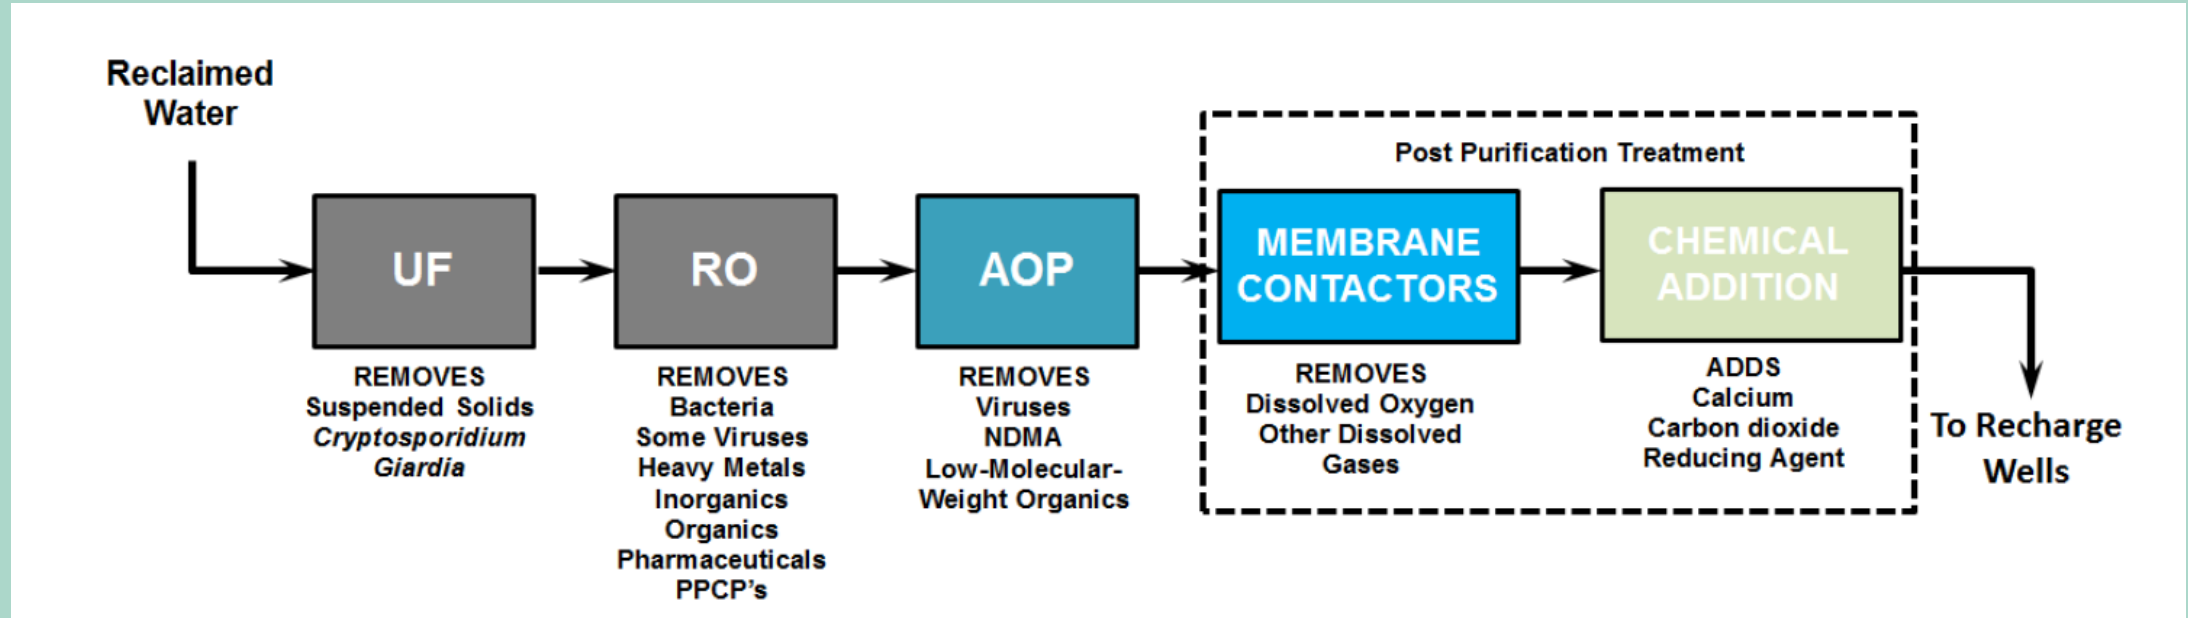 Reclaimed
Water
UF
REMOVES
Suspended Solids
Cryptosporidium
Giardia
RO
REMOVES
Bacteria
Some Viruses
Heavy Metals
Inorganics
Organics
Pharmaceuticals
PPCP's
AOP
REMOVES
Viruses
NDMA
Low-Molecular-
Weight Organics
Post Purification Treatment
MEMBRANE
CONTACTORS
REMOVES
Dissolved Oxygen
Other Dissolved
Gases
CHEMICAL
ADDITION
ADDS
Calcium
Carbon dioxide
Reducing Agent
To Recharge
Wells